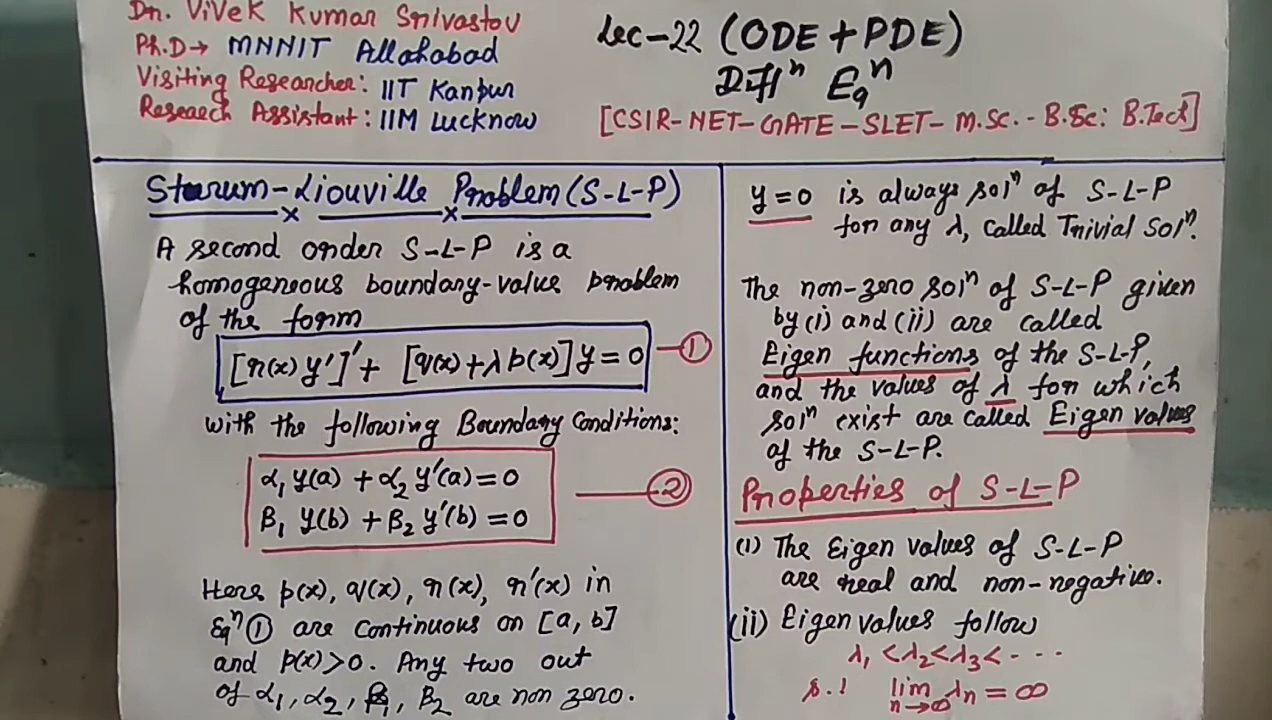 Dr. Vivek Kumar Srivastov
Ph.D → MNNIT Allahabad
Visiting Researcher: IIT Kanpur
Reseaech Assistant: IIM Lucknow
Lec-22 (ODE+PDE)
Diffⁿ Eqⁿ
[CSIR-NET-GATE-SLET-M.Sc.-B.Sc: B.Tect]
Sturum-Liouville Problem (S-L-P)
A second order S-L-P is a
homogeneous boundary-value problem
of the form
[r(x) y']' + [q(x)+λ p(x)] y = 0 —①
with the following Boundary Conditions:
α₁ y(a) + α₂ y'(a) = 0
β₁ y(b) + β₂ y'(b) = 0 —②
Here p(x), q(x), r(x), r'(x) in
Eqⁿ ① are continuous on [a, b]
and p(x)>0. Any two out
of α₁, α₂, β₁, β₂ are non zero.
y=0 is always solⁿ of S-L-P
for any λ, called Trivial Solⁿ.
The non-zero solⁿ of S-L-P given
by (i) and (ii) are called
Eigen functions of the S-L-P,
and the values of λ for which
solⁿ exist are called Eigen values
of the S-L-P.
Properties of S-L-P
(i) The Eigen values of S-L-P
are real and non-negative.
(ii) Eigen values follow
λ₁ <λ₂<λ₃< - - -
s.t lim n→∞ λn = ∞